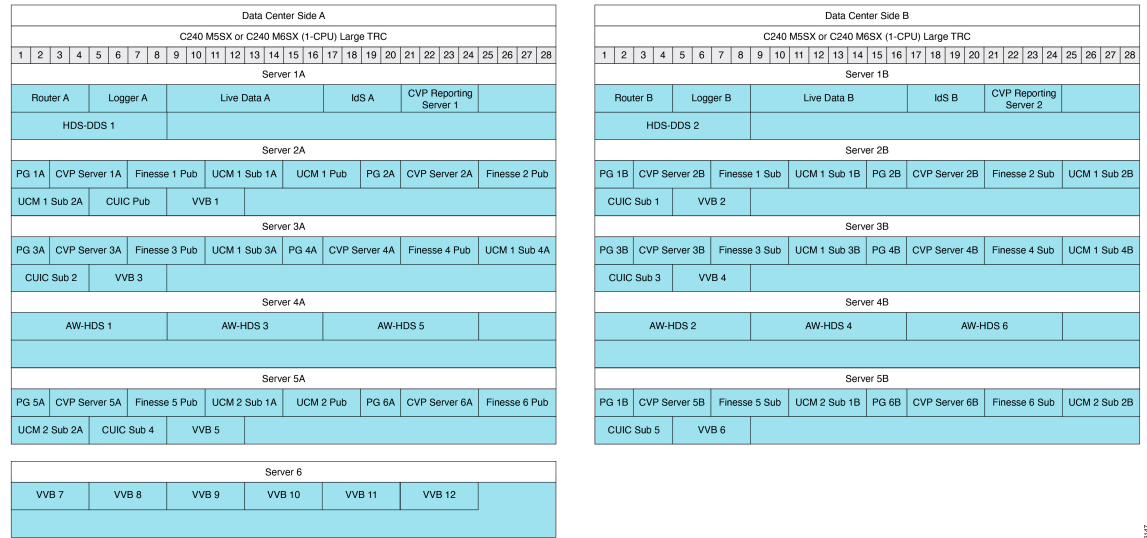 Data Center Side A
C240 M5SX or C240 M6SX (1-CPU) Large TRC
1 2 3 4 5 6 7 8 9 10 11 12 13 14 15 16 17 18 19 20 21 22 23 24 25 26 27 28
Server 1A
Router A Logger A Live Data A IdS A CVP Reporting Server 1
HDS-DDS 1
Server 2A
PG 1A CVP Server 1A Finesse 1 Pub UCM 1 Sub 1A UCM 1 Pub PG 2A CVP Server 2A Finesse 2 Pub
UCM 1 Sub 2A CUIC Pub VVB 1
Server 3A
PG 3A CVP Server 3A Finesse 3 Pub UCM 1 Sub 3A PG 4A CVP Server 4A Finesse 4 Pub UCM 1 Sub 4A
CUIC Sub 2 VVB 3
Server 4A
AW-HDS 1 AW-HDS 3 AW-HDS 5
Server 5A
PG 5A CVP Server 5A Finesse 5 Pub UCM 2 Sub 1A UCM 2 Pub PG 6A CVP Server 6A Finesse 6 Pub
UCM 2 Sub 2A CUIC Sub 4 VVB 5
Server 6
VVB 7 VVB 8 VVB 9 VVB 10 VVB 11 VVB 12
Data Center Side B
C240 M5SX or C240 M6SX (1-CPU) Large TRC
1 2 3 4 5 6 7 8 9 10 11 12 13 14 15 16 17 18 19 20 21 22 23 24 25 26 27 28
Server 1B
Router B Logger B Live Data B IdS B CVP Reporting Server 2
HDS-DDS 2
Server 2B
PG 1B CVP Server 2B Finesse 1 Sub UCM 1 Sub 1B PG 2B CVP Server 2B Finesse 2 Sub UCM 1 Sub 2B
CUIC Sub 1 VVB 2
Server 3B
PG 3B CVP Server 3B Finesse 3 Sub UCM 1 Sub 3B PG 4B CVP Server 4B Finesse 4 Sub UCM 1 Sub 4B
CUIC Sub 3 VVB 4
Server 4B
AW-HDS 2 AW-HDS 4 AW-HDS 6
Server 5B
PG 1B CVP Server 5B Finesse 5 Sub UCM 2 Sub 1B PG 6B CVP Server 6B Finesse 6 Sub UCM 2 Sub 2B
CUIC Sub 5 VVB 6